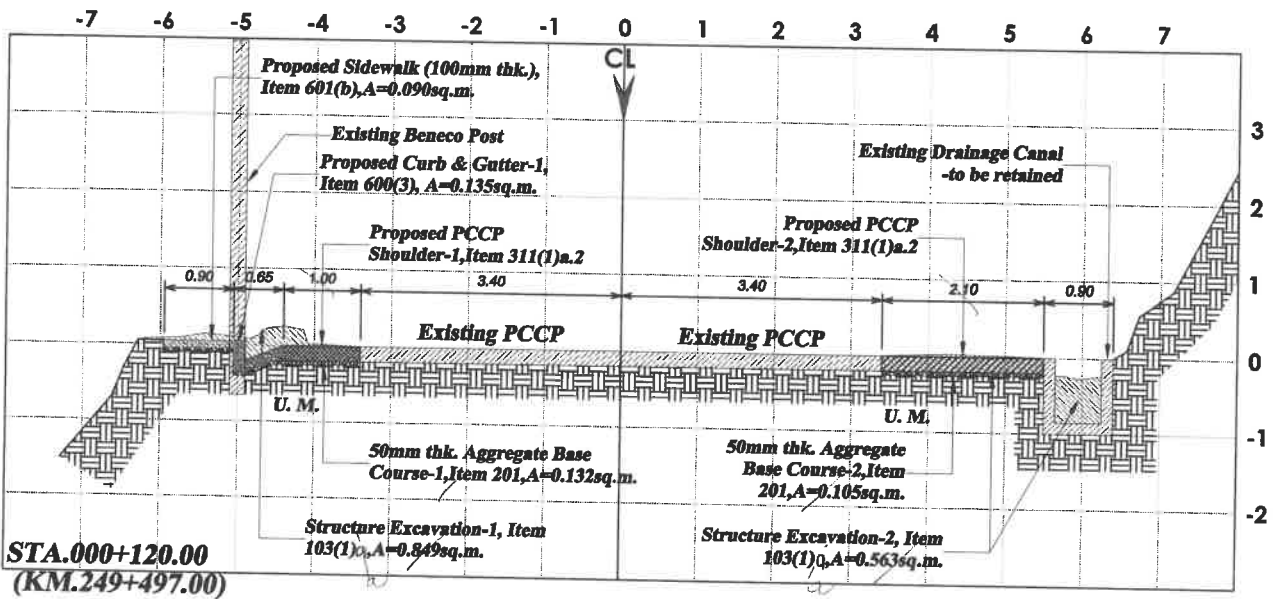 -7 -6 -5 -4 -3 -2 -1 0 1 2 3 4 5 6 7
CL
Proposed Sidewalk (100mm thk.),
Item 601(b),A=0.090sq.m.
Existing Beneco Post
Proposed Curb & Gutter-1,
Item 600(3), A=0.135sq.m.
Proposed PCCP
Shoulder-1,Item 311(1)a.2
Existing Drainage Canal
-to be retained
Proposed PCCP
Shoulder-2,Item 311(1)a.2
3
2
1
0
-1
-2
0.90 0.65 1.00 3.40 3.40 2.10 0.90
Existing PCCP
Existing PCCP
U. M.
U. M.
50mm thk. Aggregate Base
Course-1,Item 201,A=0.132sq.m.
50mm thk. Aggregate
Base Course-2,Item
201,A=0.105sq.m.
Structure Excavation-1, Item
103(1),A=0.849sq.m.
Structure Excavation-2, Item
103(1),A=0.563sq.m.
STA.000+120.00
(KM.249+497.00)